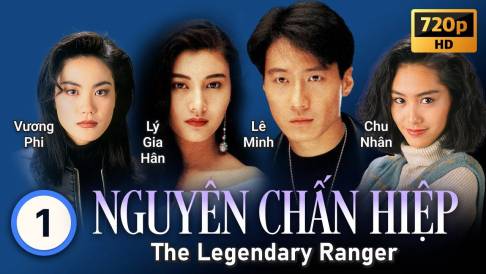 720p
HD
Vương
Phi
Lý
Gia
Hân
Lê
Minh
Chu
Nhân
1
NGUYÊN CHẤN HIỆP
The Legendary Ranger